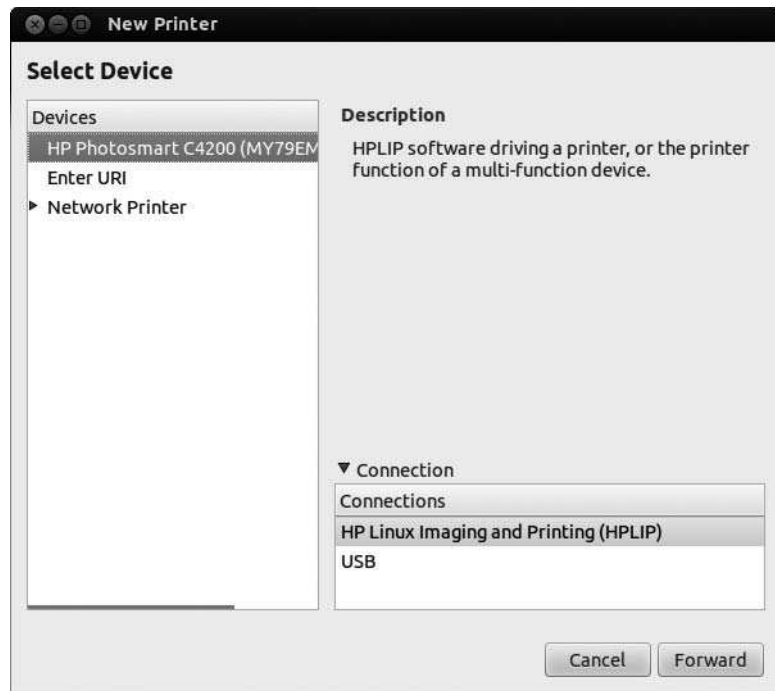 New Printer
Select Device
Devices
HP Photosmart C4200 (MY79EM
Enter URI
Network Printer
Description
HPLIP software driving a printer, or the printer
function of a multi-function device.
Connection
Connections
HP Linux Imaging and Printing (HPLIP)
USB
Cancel
Forward